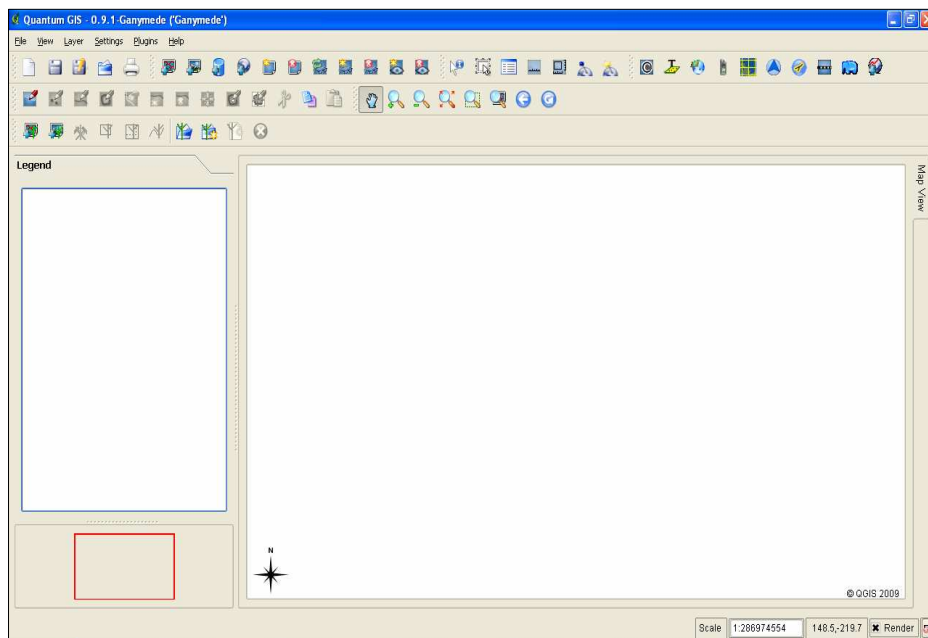 Quantum GIS - 0.9.1-Ganymede ('Ganymede')
File View Layer Settings Plugins Help
Legend
Map View
N
© QGIS 2009
Scale 1:286974554 148.5,-219.7 Render